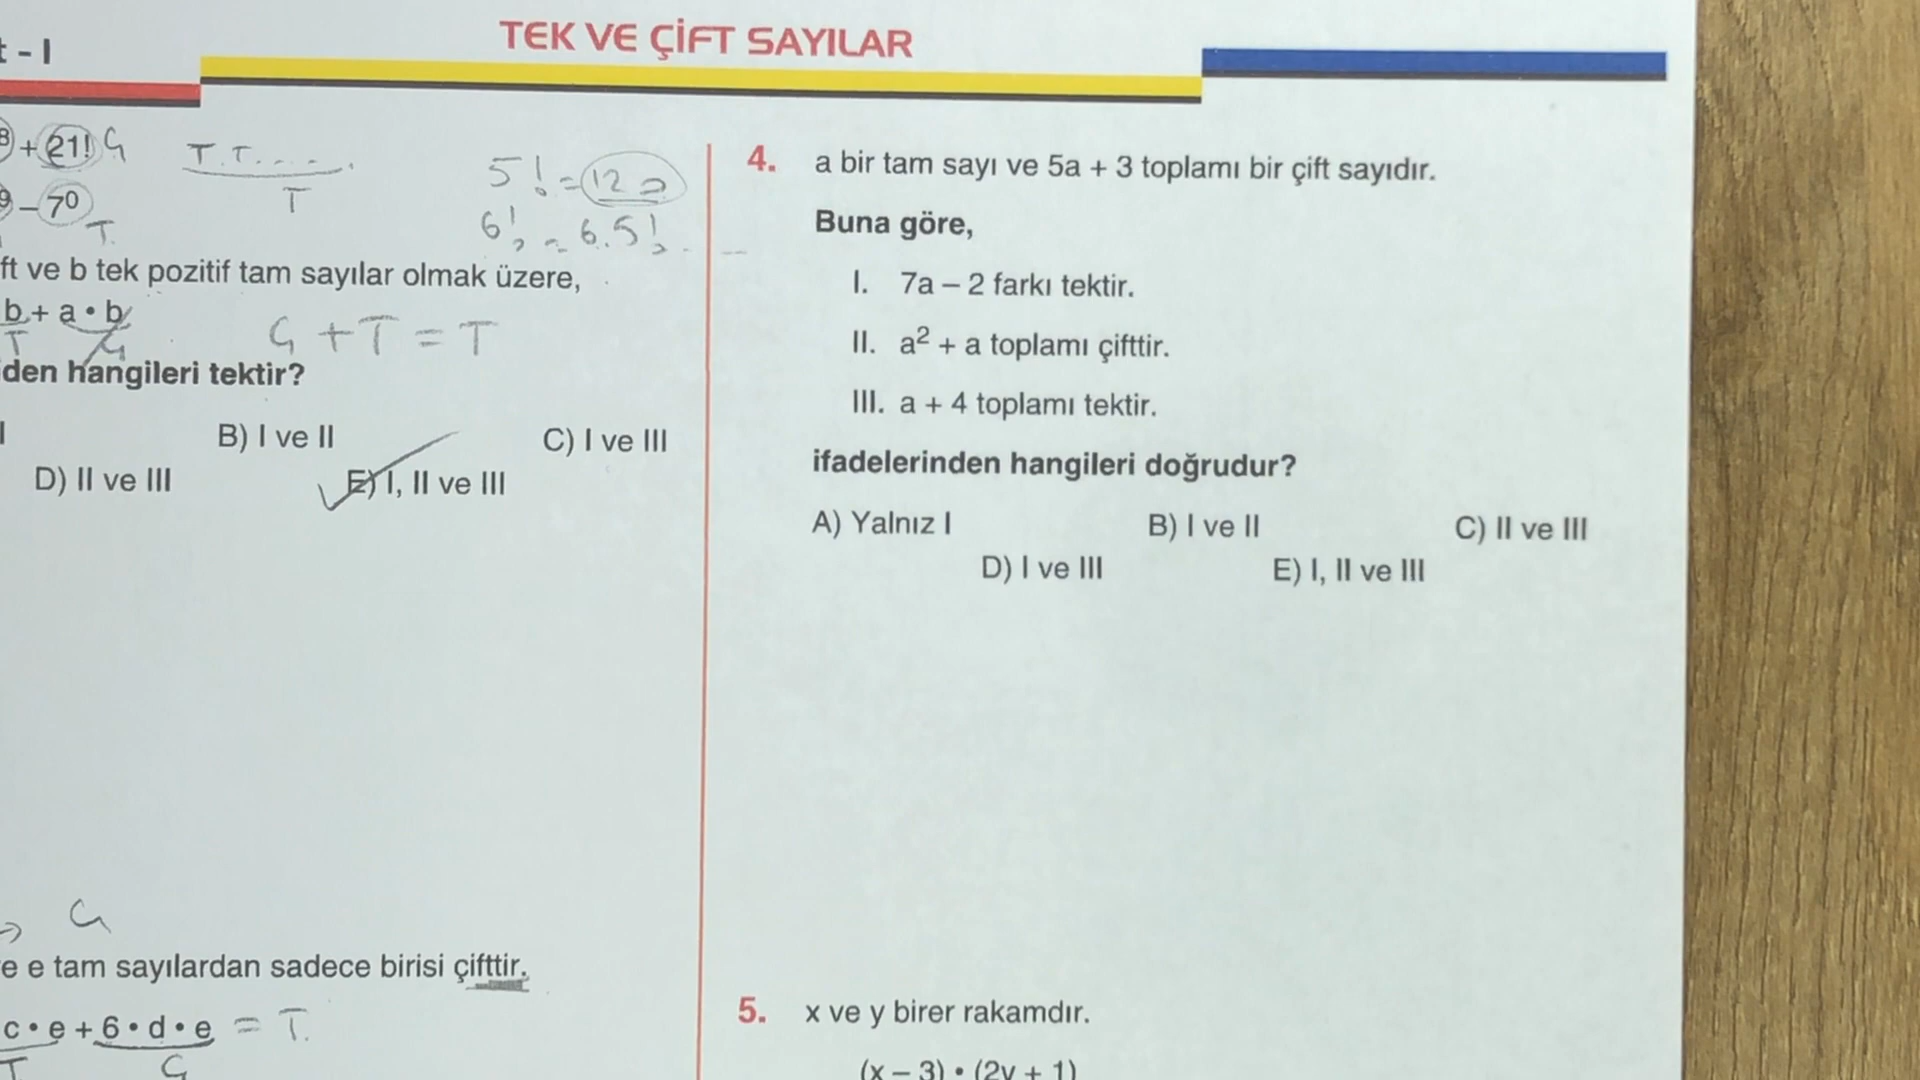 t - I
TEK VE ÇİFT SAYILAR
8 + 21! Ç
T.T.....
T
9 – 7⁰
T.
5! = 120
6! = 6.5!
ft ve b tek pozitif tam sayılar olmak üzere,
b + a • b
T Ç
Ç + T = T
den hangileri tektir?
I
B) I ve II
C) I ve III
D) II ve III
E) I, II ve III
Ç
e e tam sayılardan sadece birisi çifttir.
c • e + 6 • d • e = T.
T Ç
4. a bir tam sayı ve 5a + 3 toplamı bir çift sayıdır.
Buna göre,
I. 7a – 2 farkı tektir.
II. a² + a toplamı çifttir.
III. a + 4 toplamı tektir.
ifadelerinden hangileri doğrudur?
A) Yalnız I
B) I ve II
C) II ve III
D) I ve III
E) I, II ve III
5. x ve y birer rakamdır.
(x – 3) • (2y + 1)